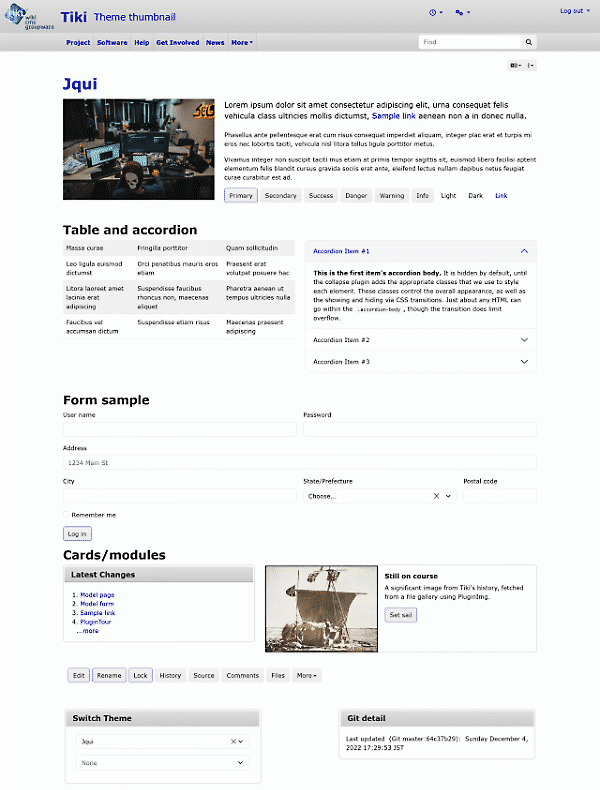 Tiki
wiki
cms
groupware
Tiki Theme thumbnail
Log out
Project Software Help Get Involved News More
Find
Jqui
Lorem ipsum dolor sit amet consectetur adipiscing elit, urna consequat felis
vehicula class ultricies mollis dictumst, Sample link aenean non a in donec nulla.
Phasellus ante pellentesque erat cum risus consequat imperdiet aliquam, integer plac erat et turpis mi
eros nec lobortis taciti, vehicula nisl litora tellus ligula porttitor metus.
Vivamus integer non suscipit taciti mus etiam at primis tempor sagittis sit, euismod libero facilisi aptent
elementum felis blandit cursus gravida sociis erat ante, eleifend lectus nullam dapibus netus feugiat
curae curabitur est ad.
Primary Secondary Success Danger Warning Info Light Dark Link
Table and accordion
Massa curae Fringilla porttitor Quam sollicitudin
Leo ligula euismod Orci penatibus mauris eros Praesent erat
dictumst etiam volutpat posuere hac
Litora laoreet amet Suspendisse faucibus Pharetra aenean ut
lacinia erat rhoncus non, maecenas tempus ultricies nulla
adipiscing aliquet
Faucibus vel Suspendisse etiam risus Maecenas praesent
accumsan dictum adipiscing
Accordion Item #1
This is the first item's accordion body. It is hidden by default, until
the collapse plugin adds the appropriate classes that we use to style
each element. These classes control the overall appearance, as well as
the showing and hiding via CSS transitions. Just about any HTML can
go within the .accordion-body, though the transition does limit
overflow.
Accordion Item #2
Accordion Item #3
Form sample
User name Password
Address
1234 Main St
City State/Prefecture Postal code
Choose...
Remember me
Log in
Cards/modules
Latest Changes
1. Model page
2. Model form
3. Sample link
4. PluginTour
...more
Still on course
A significant image from Tiki's history, fetched
from a file gallery using PluginImg.
Set sail
Edit Rename Lock History Source Comments Files More
Switch Theme
Jqui
None
Git detail
Last updated (Git master:64c37b29): Sunday December 4,
2022 17:29:53 JST